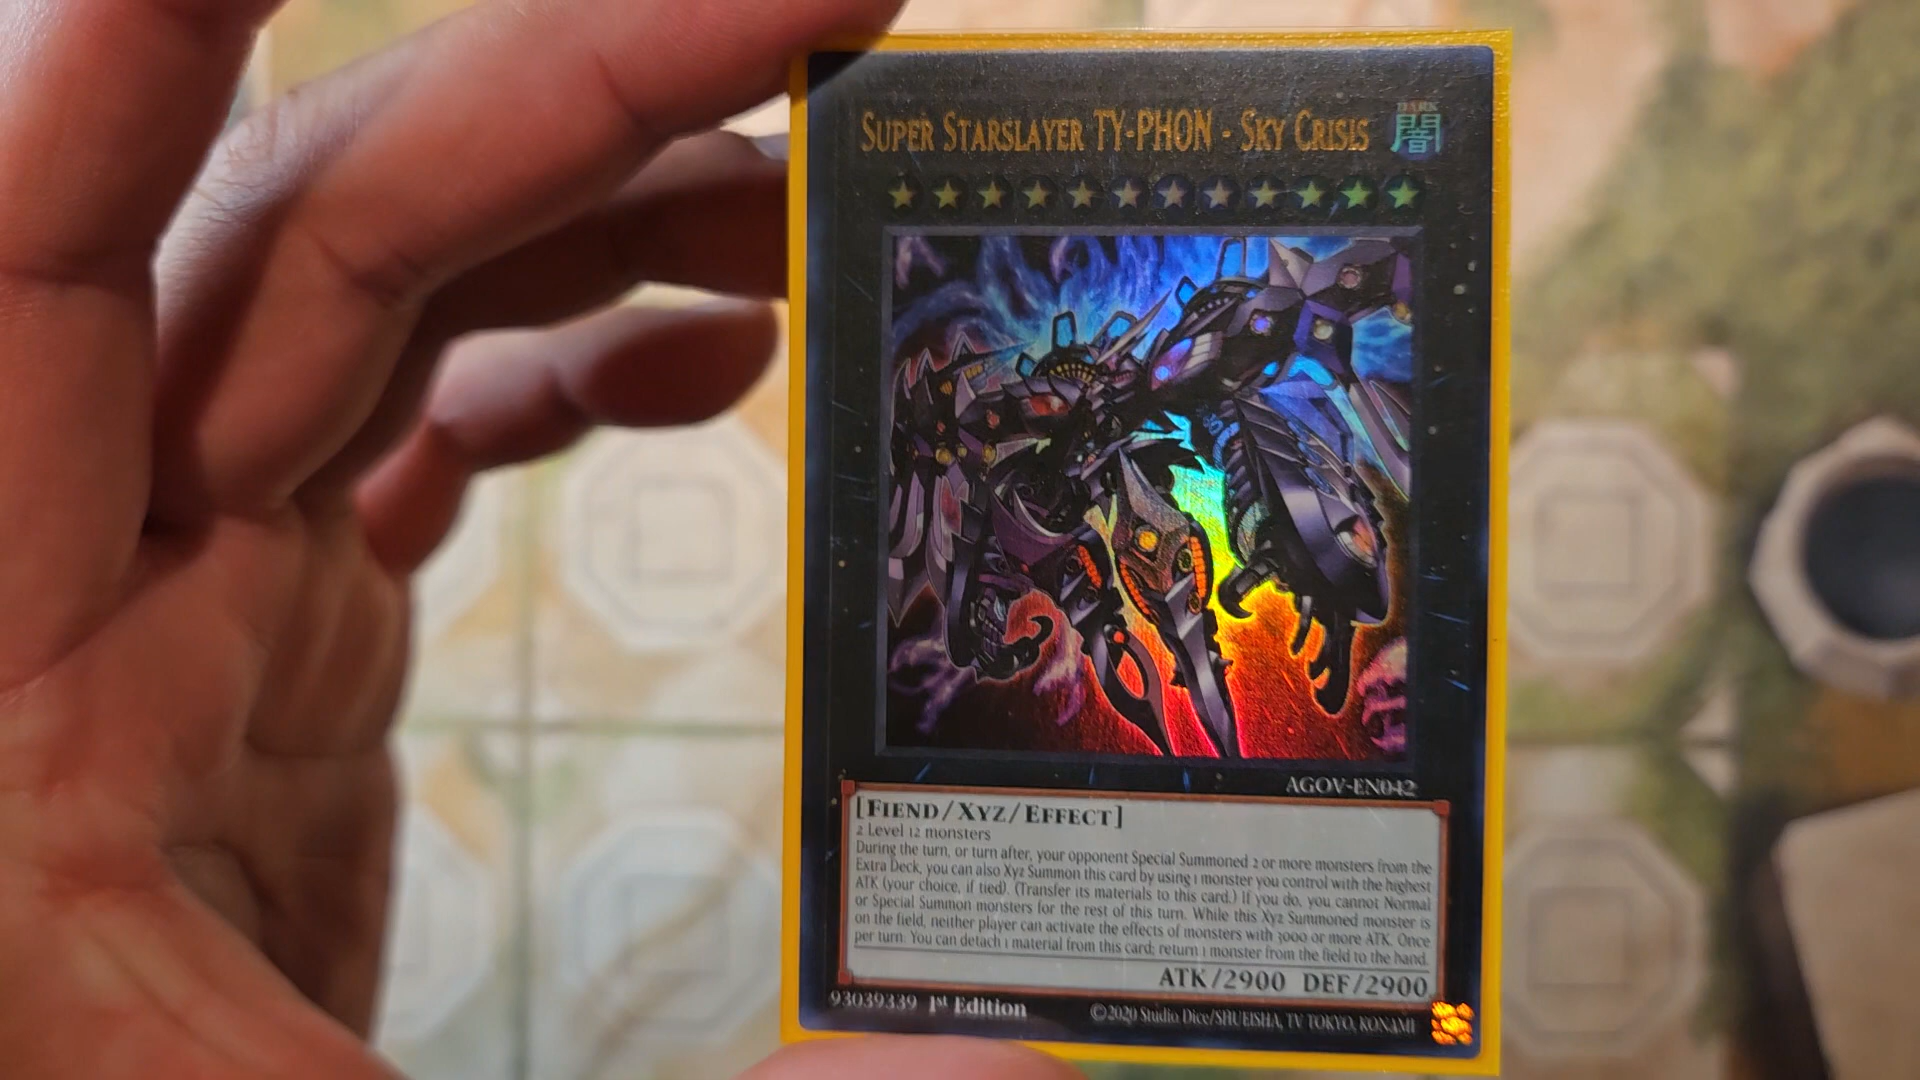 Super Starslayer TY-PHON - Sky Crisis
DARK
闇
AGOV-EN042
[Fiend/Xyz/Effect]
2 Level 12 monsters
During the turn, or turn after, your opponent Special Summoned 2 or more monsters from the
Extra Deck, you can also Xyz Summon this card by using 1 monster you control with the highest
ATK (your choice, if tied). (Transfer its materials to this card.) If you do, you cannot Normal
or Special Summon monsters for the rest of this turn. While this Xyz Summoned monster is
on the field, neither player can activate the effects of monsters with 3000 or more ATK. Once
per turn: You can detach 1 material from this card; return 1 monster from the field to the hand.
ATK/2900 DEF/2900
93039339 1st Edition
©2020 Studio Dice/SHUEISHA, TV TOKYO, KONAMI